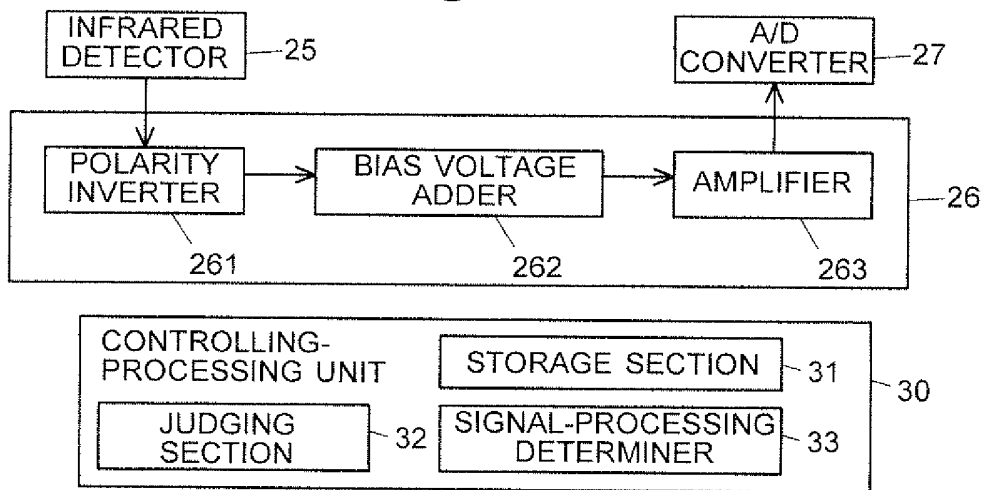 INFRARED
DETECTOR
25
A/D
CONVERTER
27
POLARITY
INVERTER
BIAS VOLTAGE
ADDER
AMPLIFIER
26
261
262
263
CONTROLLING-
PROCESSING UNIT
STORAGE SECTION
31
30
JUDGING
SECTION
32
SIGNAL-PROCESSING
DETERMINER
33